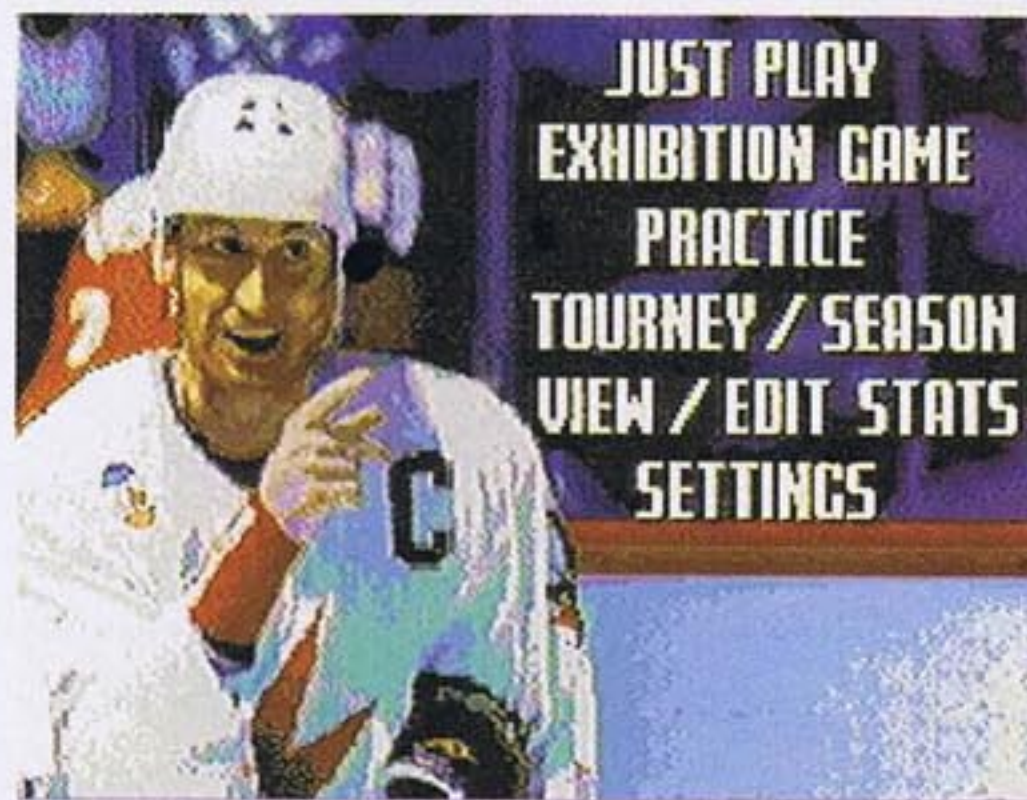 JUST PLAY
EXHIBITION GAME
PRACTICE
TOURNEY / SEASON
VIEW / EDIT STATS
SETTINGS
C